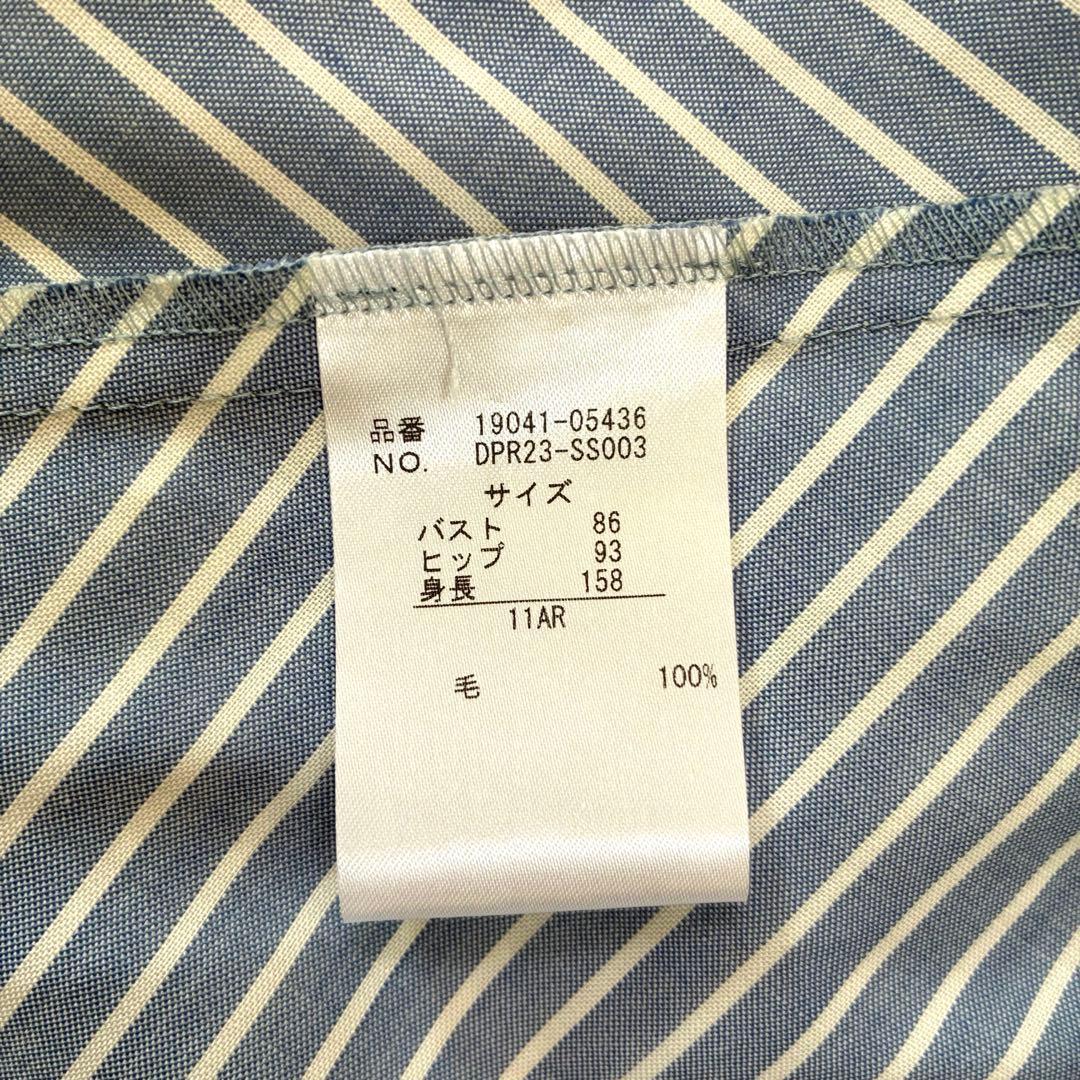 品番 19041-05436
NO. DPR23-SS003
サイズ
バスト 86
ヒップ 93
身長 158
11AR
毛 100%